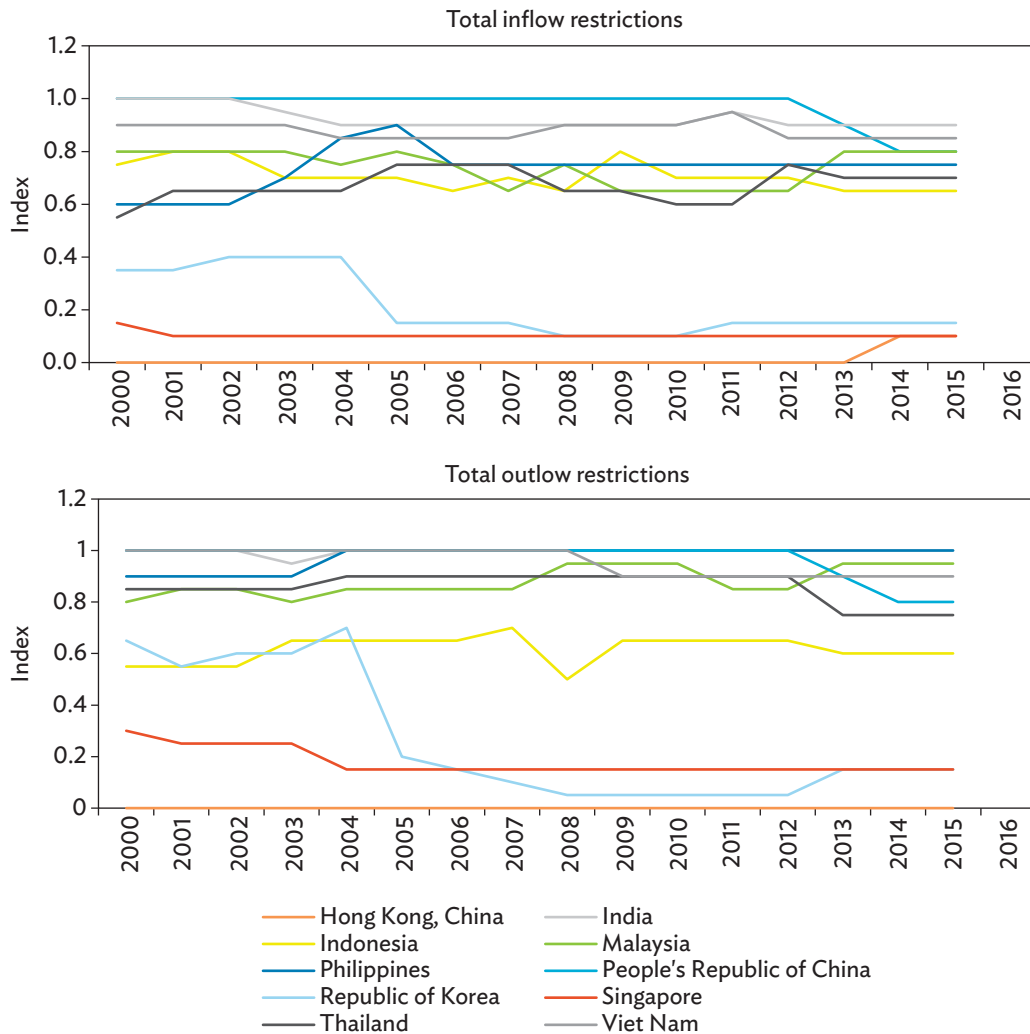 Total inflow restrictions
1.2
1.0
0.8
0.6
0.4
0.2
0.0
Index
2000 2001 2002 2003 2004 2005 2006 2007 2008 2009 2010 2011 2012 2013 2014 2015 2016
Total outlow restrictions
1.2
1
0.8
0.6
0.4
0.2
0
Index
2000 2001 2002 2003 2004 2005 2006 2007 2008 2009 2010 2011 2012 2013 2014 2015 2016
Hong Kong, China India
Indonesia Malaysia
Philippines People's Republic of China
Republic of Korea Singapore
Thailand Viet Nam